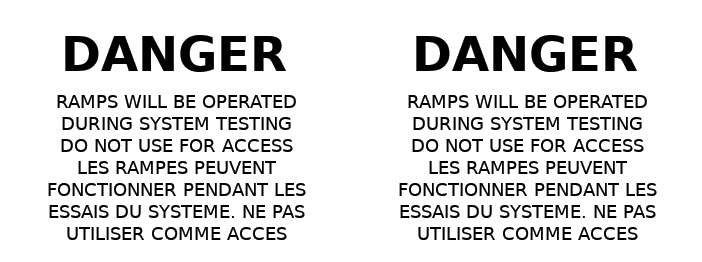 DANGER
RAMPS WILL BE OPERATED
DURING SYSTEM TESTING
DO NOT USE FOR ACCESS
LES RAMPES PEUVENT
FONCTIONNER PENDANT LES
ESSAIS DU SYSTEME. NE PAS
UTILISER COMME ACCES
DANGER
RAMPS WILL BE OPERATED
DURING SYSTEM TESTING
DO NOT USE FOR ACCESS
LES RAMPES PEUVENT
FONCTIONNER PENDANT LES
ESSAIS DU SYSTEME. NE PAS
UTILISER COMME ACCES